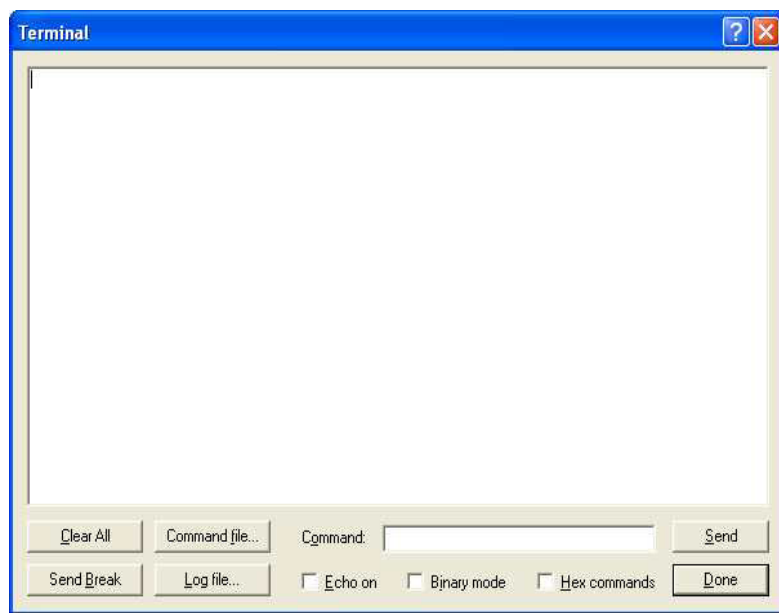 Terminal
Clear All Command file... Command: Send
Send Break Log file... Echo on Binary mode Hex commands Done